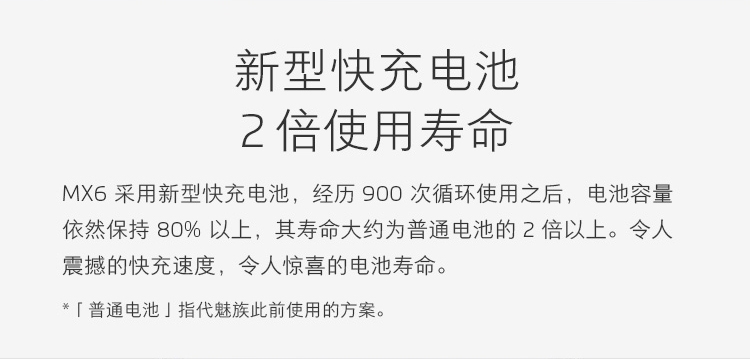 新型快充电池
2 倍使用寿命
MX6 采用新型快充电池，经历 900 次循环使用之后，电池容量
依然保持 80% 以上，其寿命大约为普通电池的 2 倍以上。令人
震撼的快充速度，令人惊喜的电池寿命。
*「普通电池」指代魅族此前使用的方案。